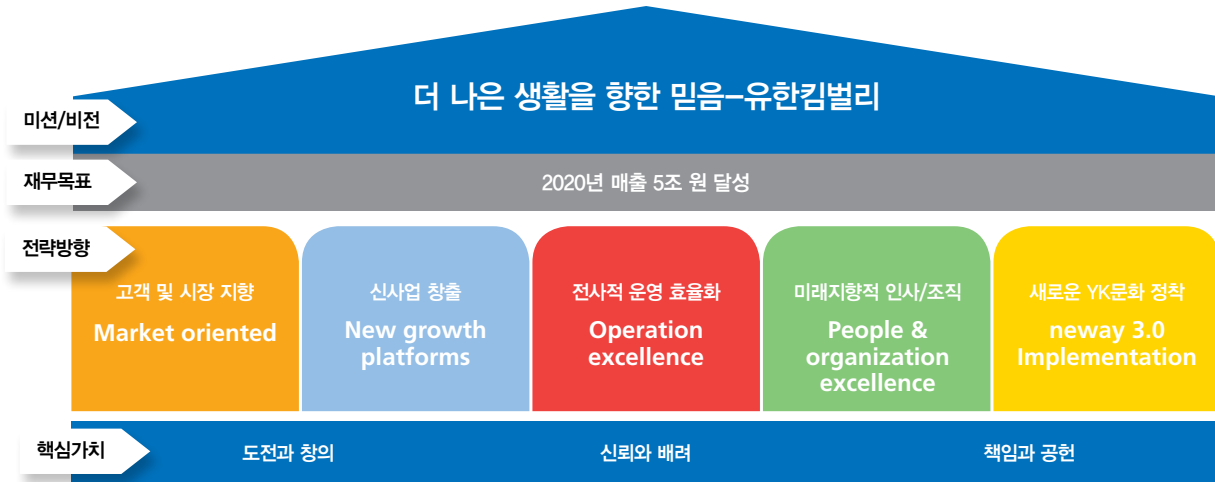 더 나은 생활을 향한 믿음–유한킴벌리
미션/비전
재무목표
2020년 매출 5조 원 달성
전략방향
고객 및 시장 지향
Market oriented
신사업 창출
New growth
platforms
전사적 운영 효율화
Operation
excellence
미래지향적 인사/조직
People &
organization
excellence
새로운 YK문화 정착
neway 3.0
Implementation
핵심가치
도전과 창의
신뢰와 배려
책임과 공헌